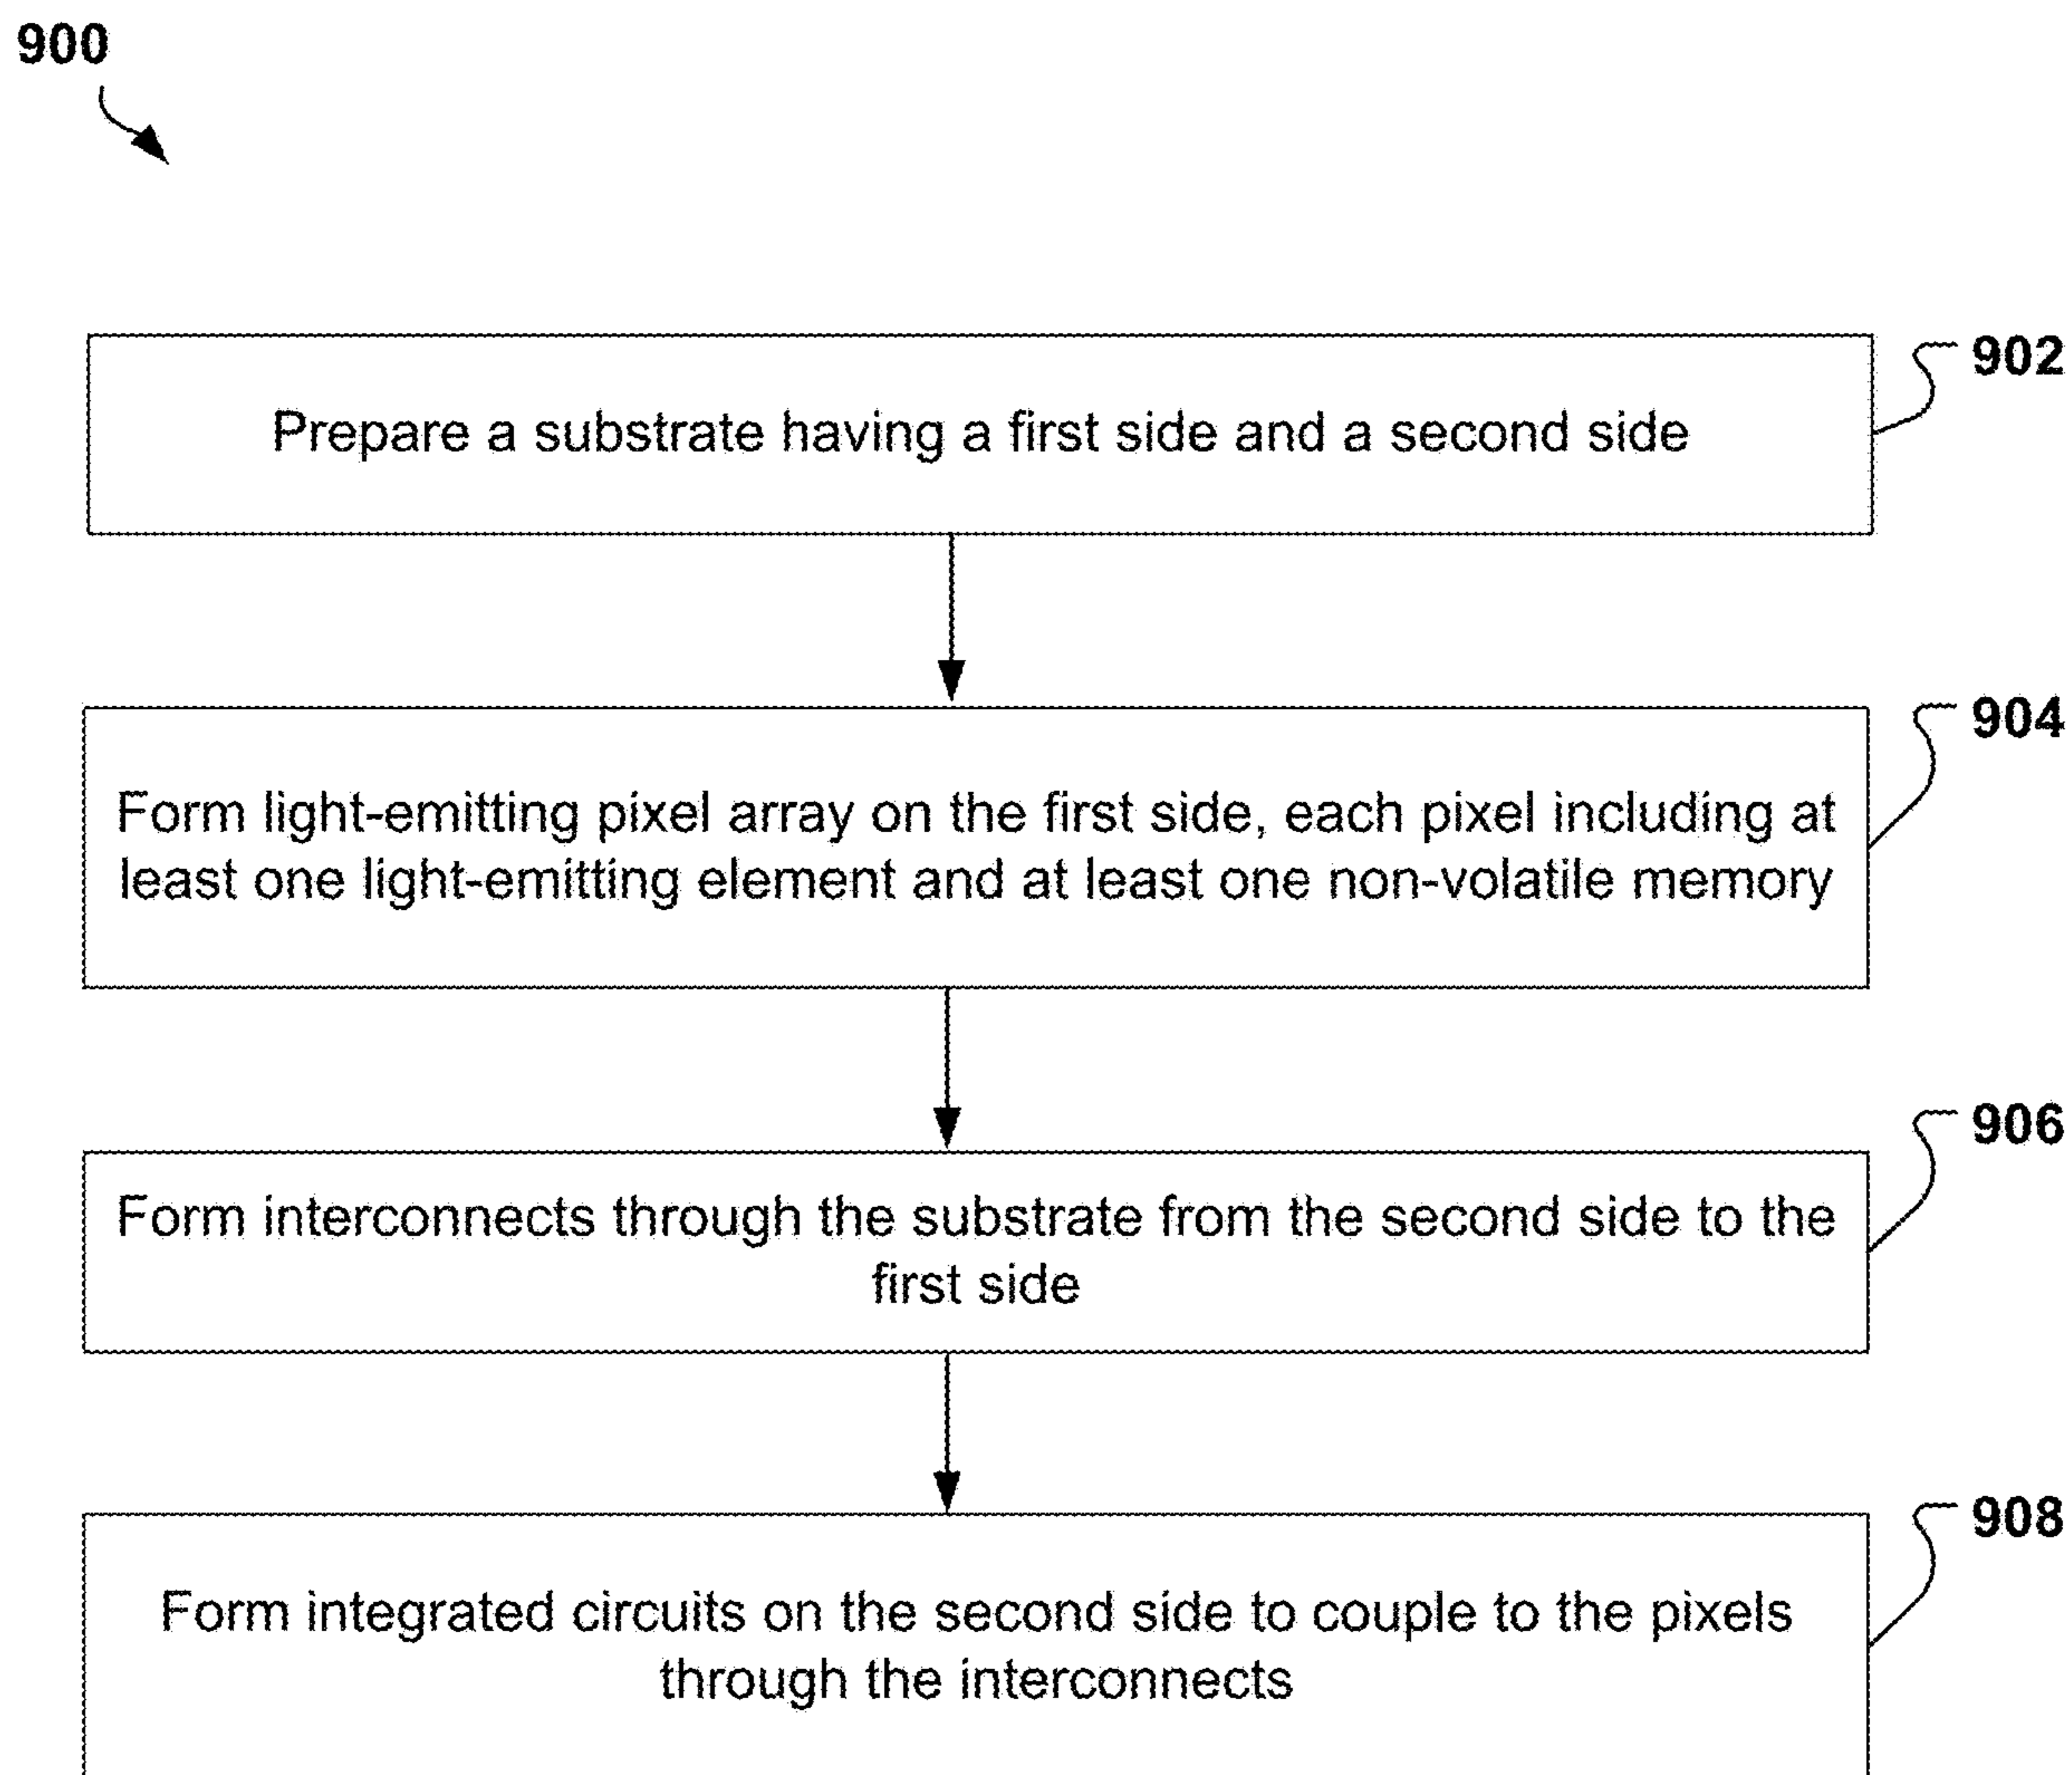 900
902
Prepare a substrate having a first side and a second side
904
Form light-emitting pixel array on the first side, each pixel including at
least one light-emitting element and at least one non-volatile memory
906
Form interconnects through the substrate from the second side to the
first side
908
Form integrated circuits on the second side to couple to the pixels
through the interconnects